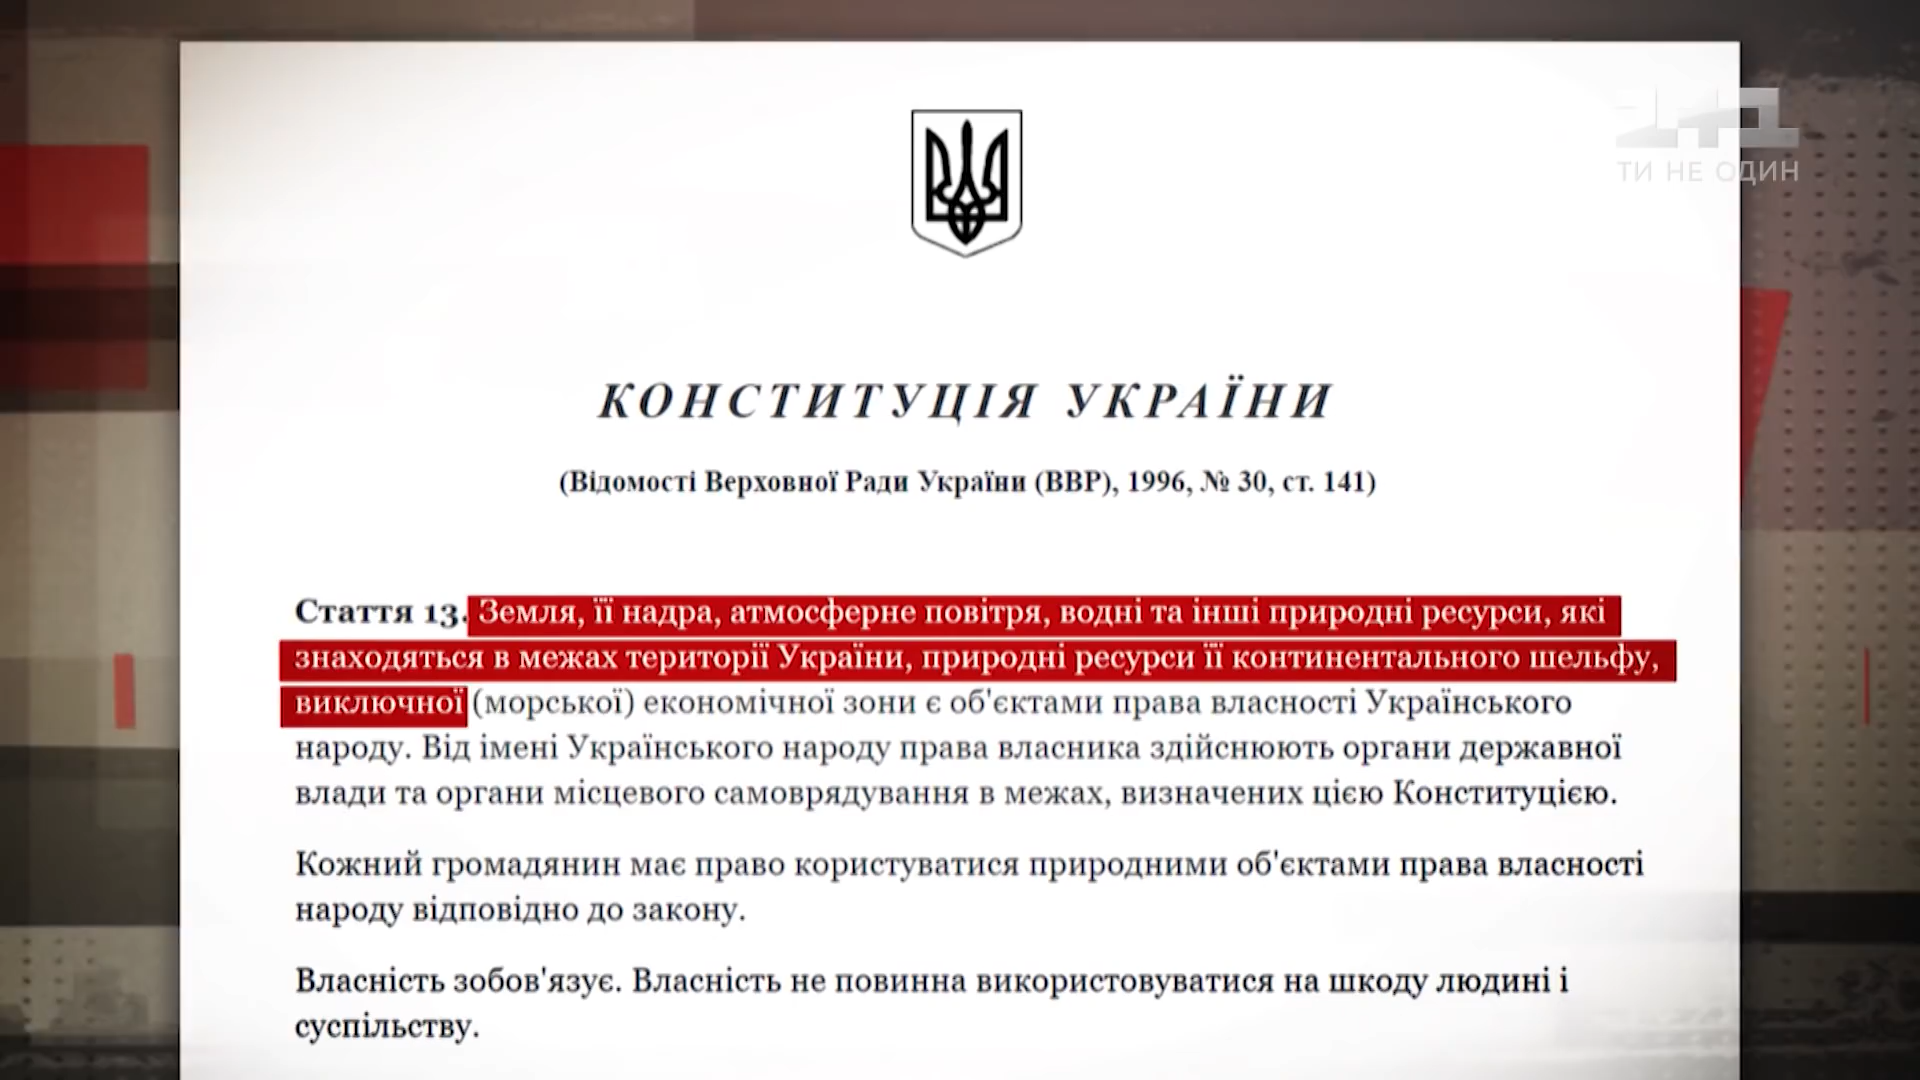 1+1
ТИ НЕ ОДИН
КОНСТИТУЦІЯ УКРАЇНИ
(Відомості Верховної Ради України (ВВР), 1996, № 30, ст. 141)
Стаття 13. Земля, її надра, атмосферне повітря, водні та інші природні ресурси, які
знаходяться в межах території України, природні ресурси її континентального шельфу,
виключної (морської) економічної зони є об'єктами права власності Українського
народу. Від імені Українського народу права власника здійснюють органи державної
влади та органи місцевого самоврядування в межах, визначених цією Конституцією.
Кожний громадянин має право користуватися природними об'єктами права власності
народу відповідно до закону.
Власність зобов'язує. Власність не повинна використовуватися на шкоду людині і
суспільству.